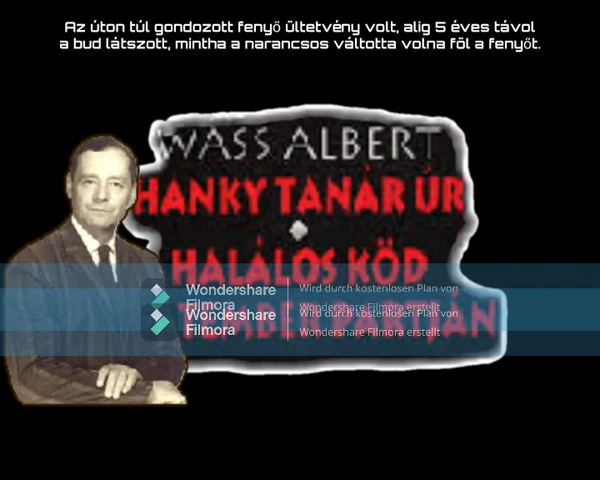 Az úton túl gondozott fenyő ültetvény volt, alig 5 éves távol
a bud látszott, mintha a narancsos váltotta volna föl a fenyőt.
WASS ALBERT
HANKY TANÁR ÚR
HALÁLOS KÖD
Wondershare Filmora
Wird durch kostenlosen Plan von
Wondershare Filmora erstellt
Wondershare Filmora
Wird durch kostenlosen Plan von
Wondershare Filmora erstellt